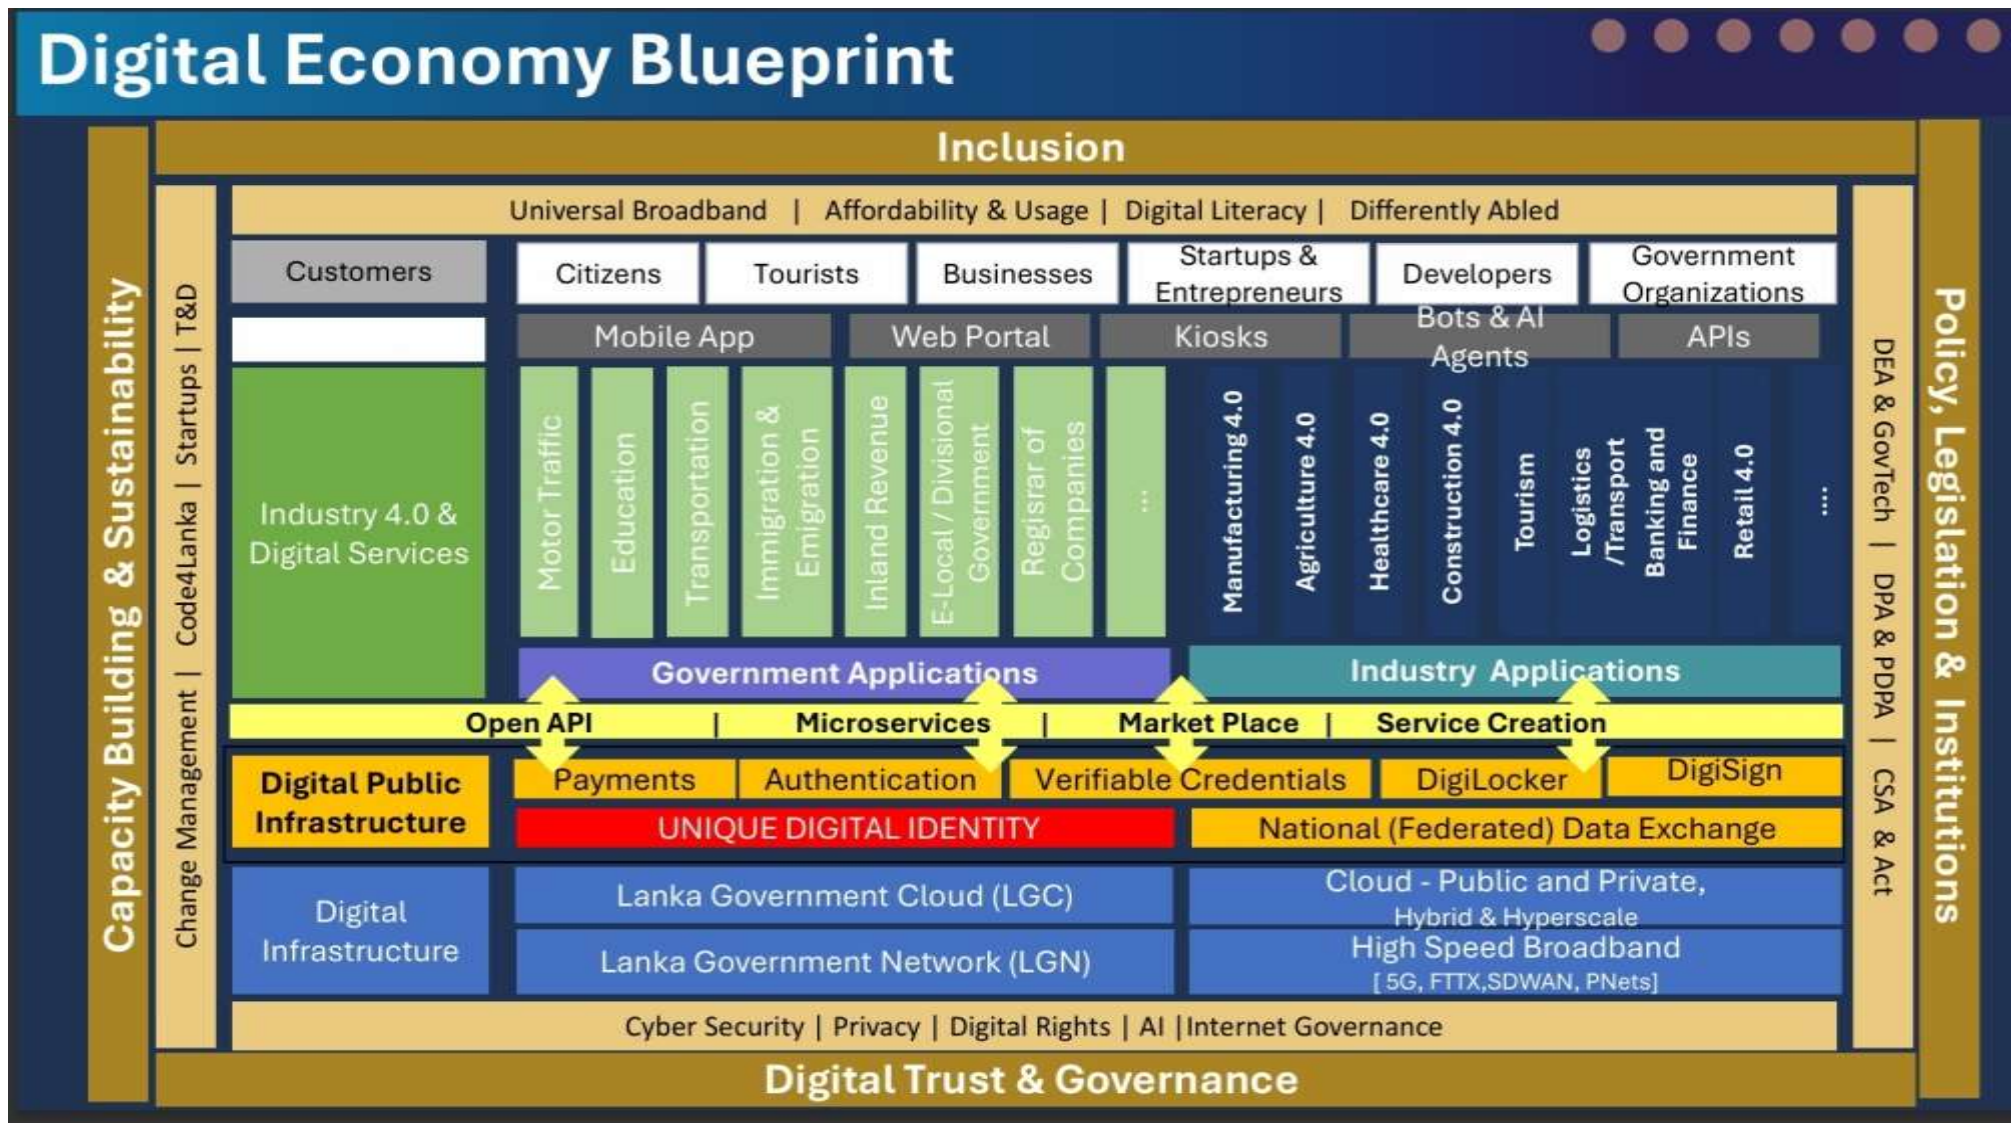 Digital Economy Blueprint
Inclusion
Universal Broadband | Affordability & Usage | Digital Literacy | Differently Abled
Capacity Building & Sustainability
Change Management | Code4Lanka | Startups | T&D
Customers
Citizens
Tourists
Businesses
Startups &
Entrepreneurs
Developers
Government
Organizations
Mobile App
Web Portal
Kiosks
Bots & AI
Agents
APIs
Industry 4.0 &
Digital Services
Motor Traffic
Education
Transportation
Immigration &
Emigration
Inland Revenue
E-Local / Divisional
Government
Regisrar of
Companies
...
Manufacturing 4.0
Agriculture 4.0
Healthcare 4.0
Construction 4.0
Tourism
Logistics
/Transport
Banking and
Finance
Retail 4.0
....
Government Applications
Industry Applications
Open API | Microservices | Market Place | Service Creation
Digital Public
Infrastructure
Payments
Authentication
Verifiable Credentials
DigiLocker
DigiSign
UNIQUE DIGITAL IDENTITY
National (Federated) Data Exchange
Digital
Infrastructure
Lanka Government Cloud (LGC)
Cloud - Public and Private,
Hybrid & Hyperscale
Lanka Government Network (LGN)
High Speed Broadband
[ 5G, FTTX,SDWAN, PNets]
Cyber Security | Privacy | Digital Rights | AI |Internet Governance
Digital Trust & Governance
DEA & GovTech | DPA & PDPA | CSA & Act
Policy, Legislation & Institutions